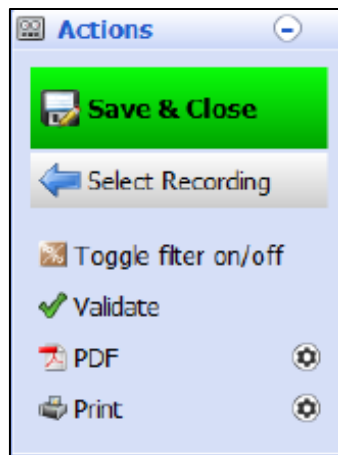 Actions
Save & Close
Select Recording
Toggle filter on/off
Validate
PDF
Print